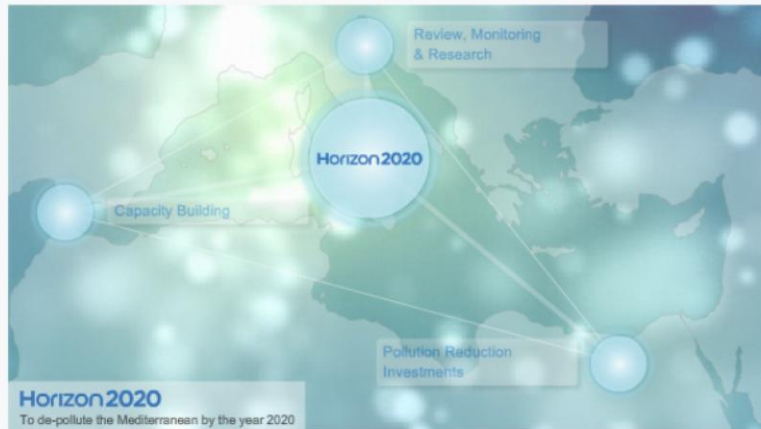 Review, Monitoring
& Research
Horizon2020
Capacity Building
Pollution Reduction
Investments
Horizon2020
To de-pollute the Mediterranean by the year 2020